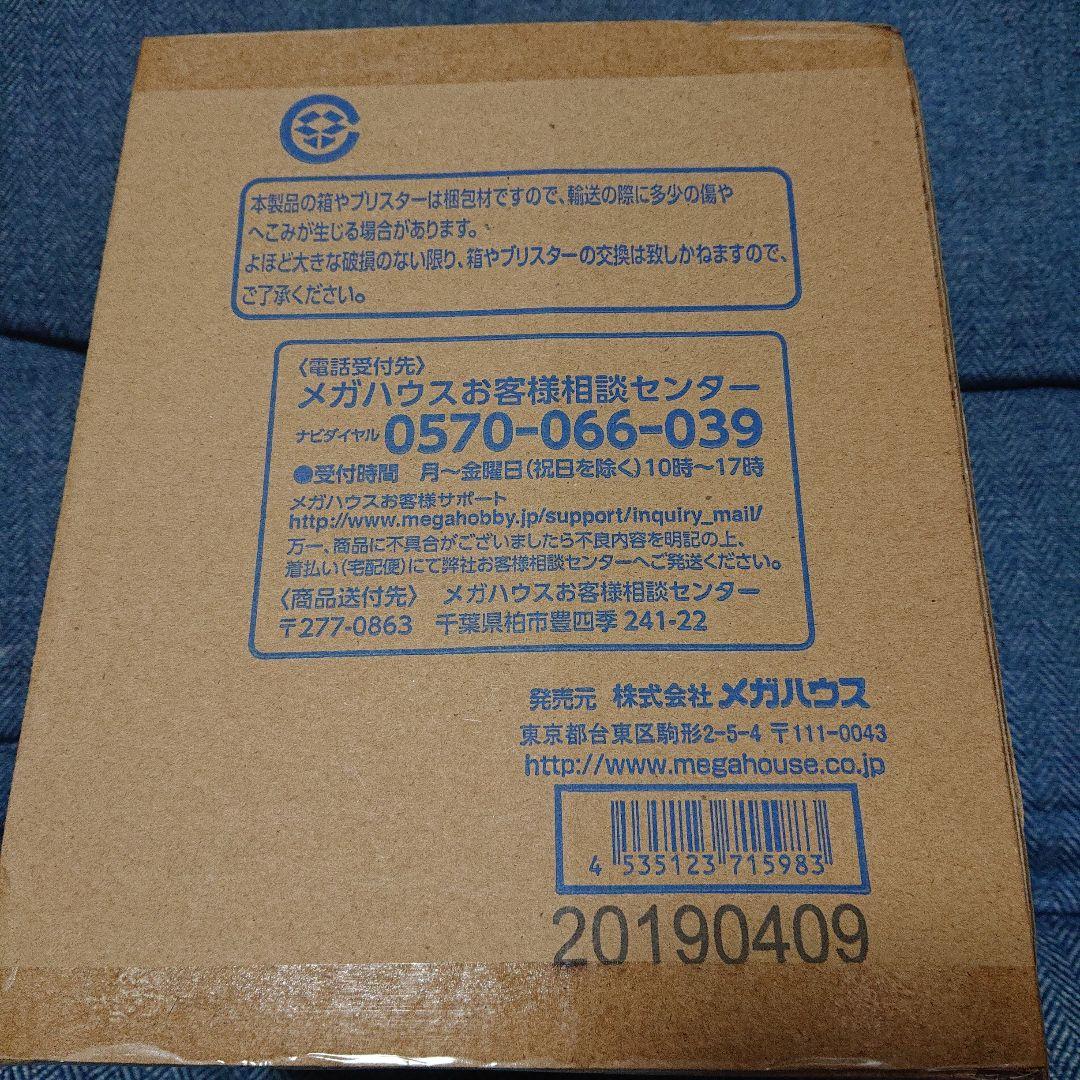 本製品の箱やブリスターは梱包材ですので、輸送の際に多少の傷や
へこみが生じる場合があります。
よほど大きな破損のない限り、箱やブリスターの交換は致しかねますので、
ご了承ください。
〈電話受付先〉
メガハウスお客様相談センター
ナビダイヤル 0570-066-039
●受付時間 月～金曜日(祝日を除く)10時～17時
メガハウスお客様サポート
http://www.megahobby.jp/support/inquiry_mail/
万一、商品に不具合がございましたら不良内容を明記の上、
着払い(宅配便)にて弊社お客様相談センターへご発送ください。
〈商品送付先〉 メガハウスお客様相談センター
〒277-0863 千葉県柏市豊四季 241-22
発売元 株式会社 メガハウス
東京都台東区駒形2-5-4 〒111-0043
http://www.megahouse.co.jp
4 535123 715983
20190409